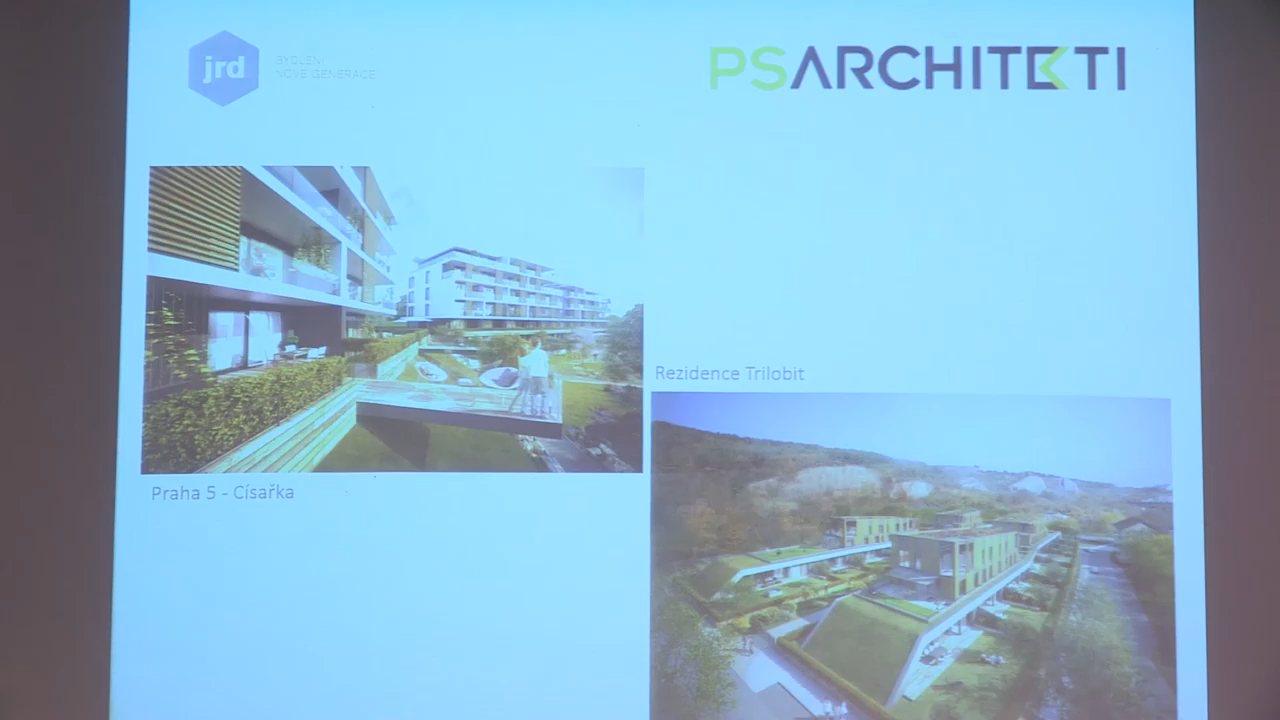 jrd
BYDLENÍ
NOVÉ GENERACE
PSARCHITEKTI
Rezidence Trilobit
Praha 5 - Císařka